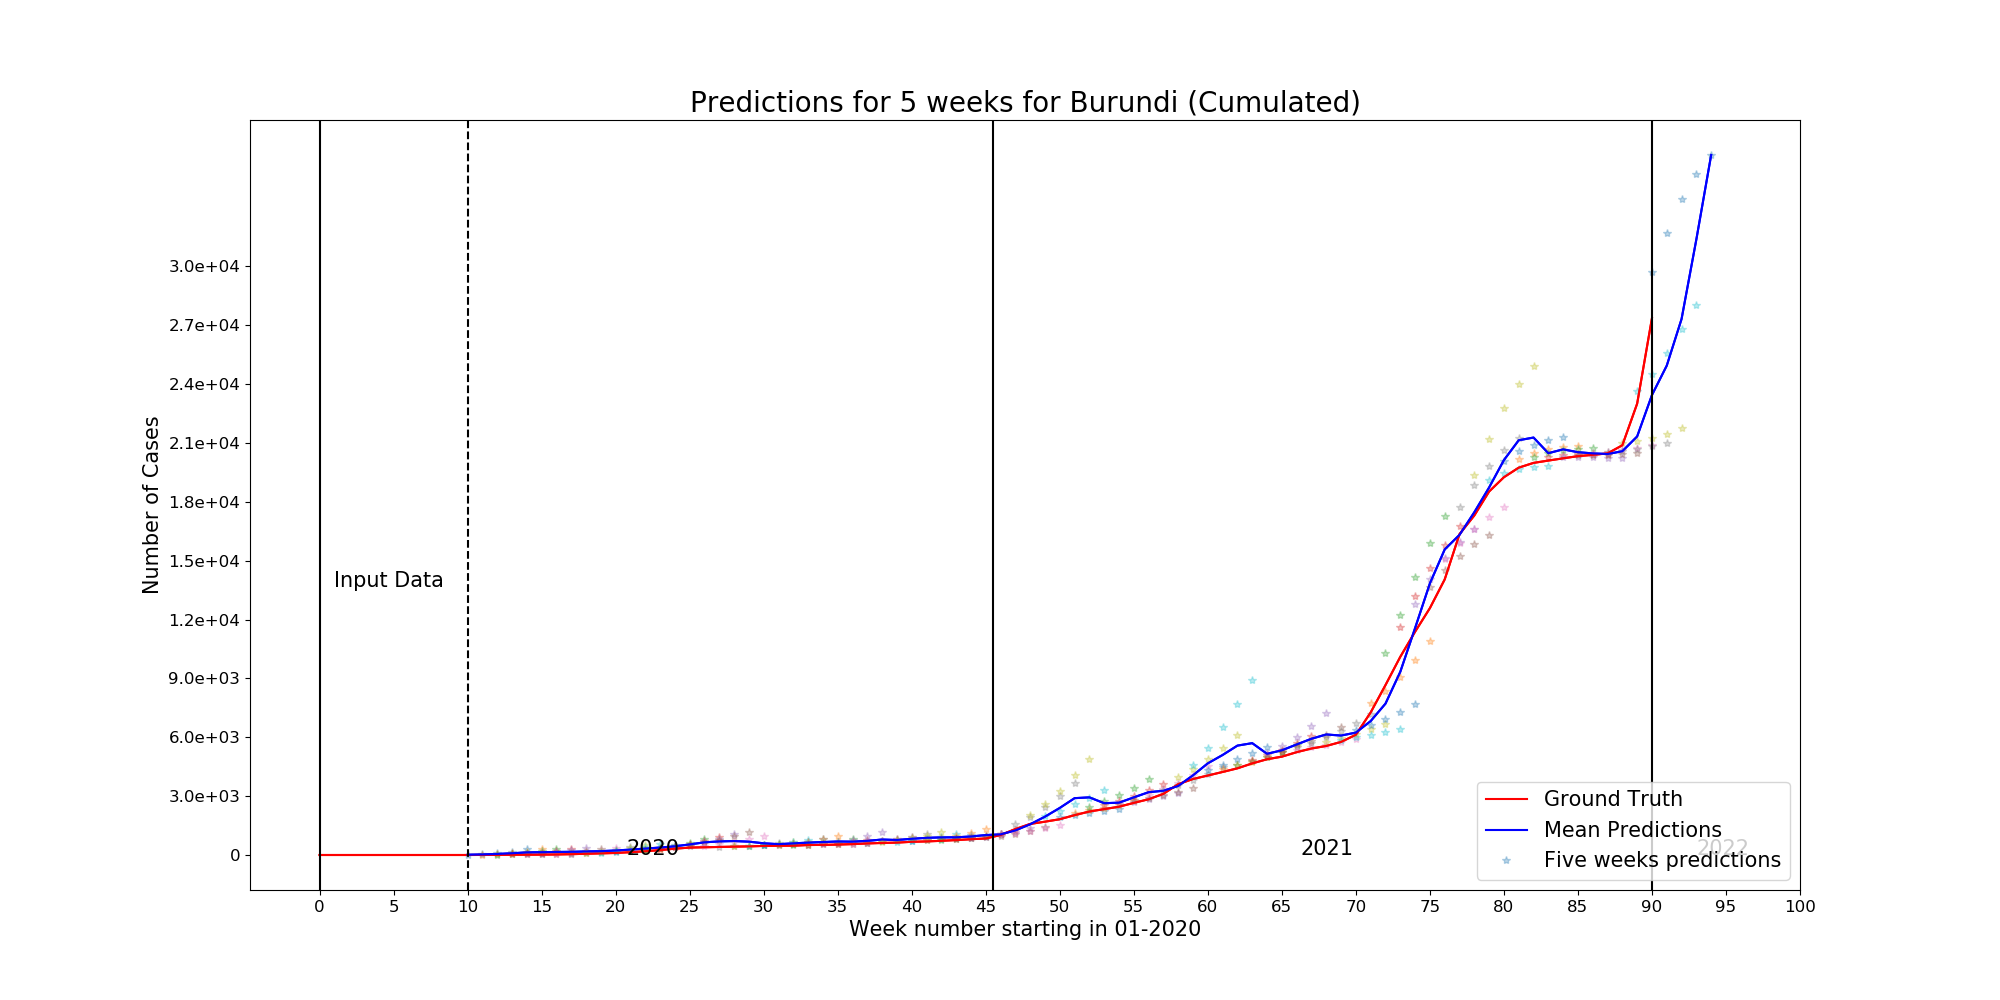 Predictions for 5 weeks for Burundi (Cumulated)
Number of Cases
3.0e+04
2.7e+04
2.4e+04
2.1e+04
1.8e+04
1.5e+04
1.2e+04
9.0e+03
6.0e+03
3.0e+03
0
Input Data
2020
2021
2022
Ground Truth
Mean Predictions
Five weeks predictions
0 5 10 15 20 25 30 35 40 45 50 55 60 65 70 75 80 85 90 95 100
Week number starting in 01-2020